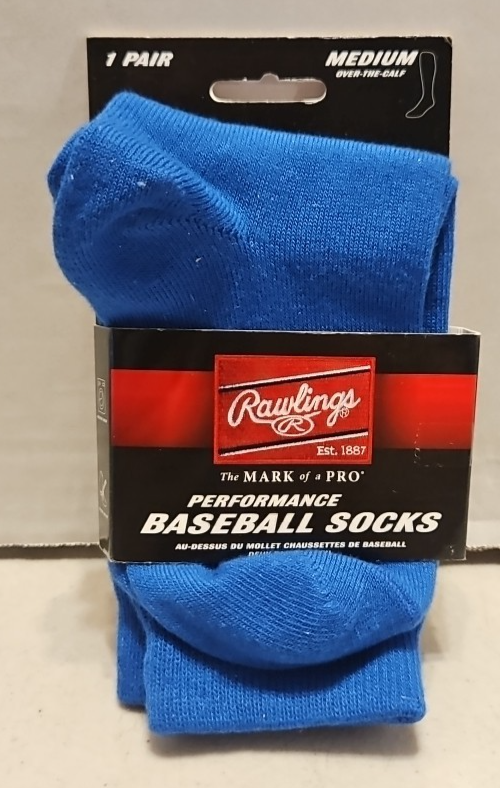 1 PAIR
MEDIUM
OVER-THE-CALF
Rawlings®
R
Est. 1887
The MARK of a PRO®
PERFORMANCE
BASEBALL SOCKS
AU-DESSUS DU MOLLET CHAUSSETTES DE BASEBALL